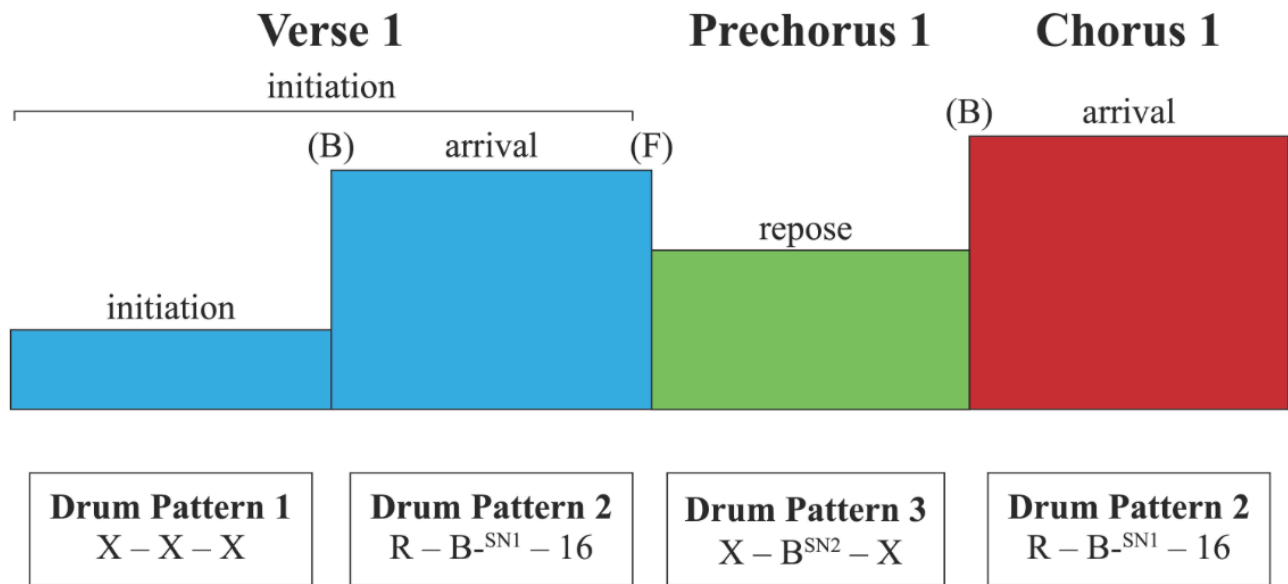 Verse 1
Prechorus 1
Chorus 1
initiation
(B)
arrival
(F)
(B)
arrival
repose
initiation
Drum Pattern 1
X – X – X
Drum Pattern 2
R – B-SN1 – 16
Drum Pattern 3
X – BSN2 – X
Drum Pattern 2
R – B-SN1 – 16